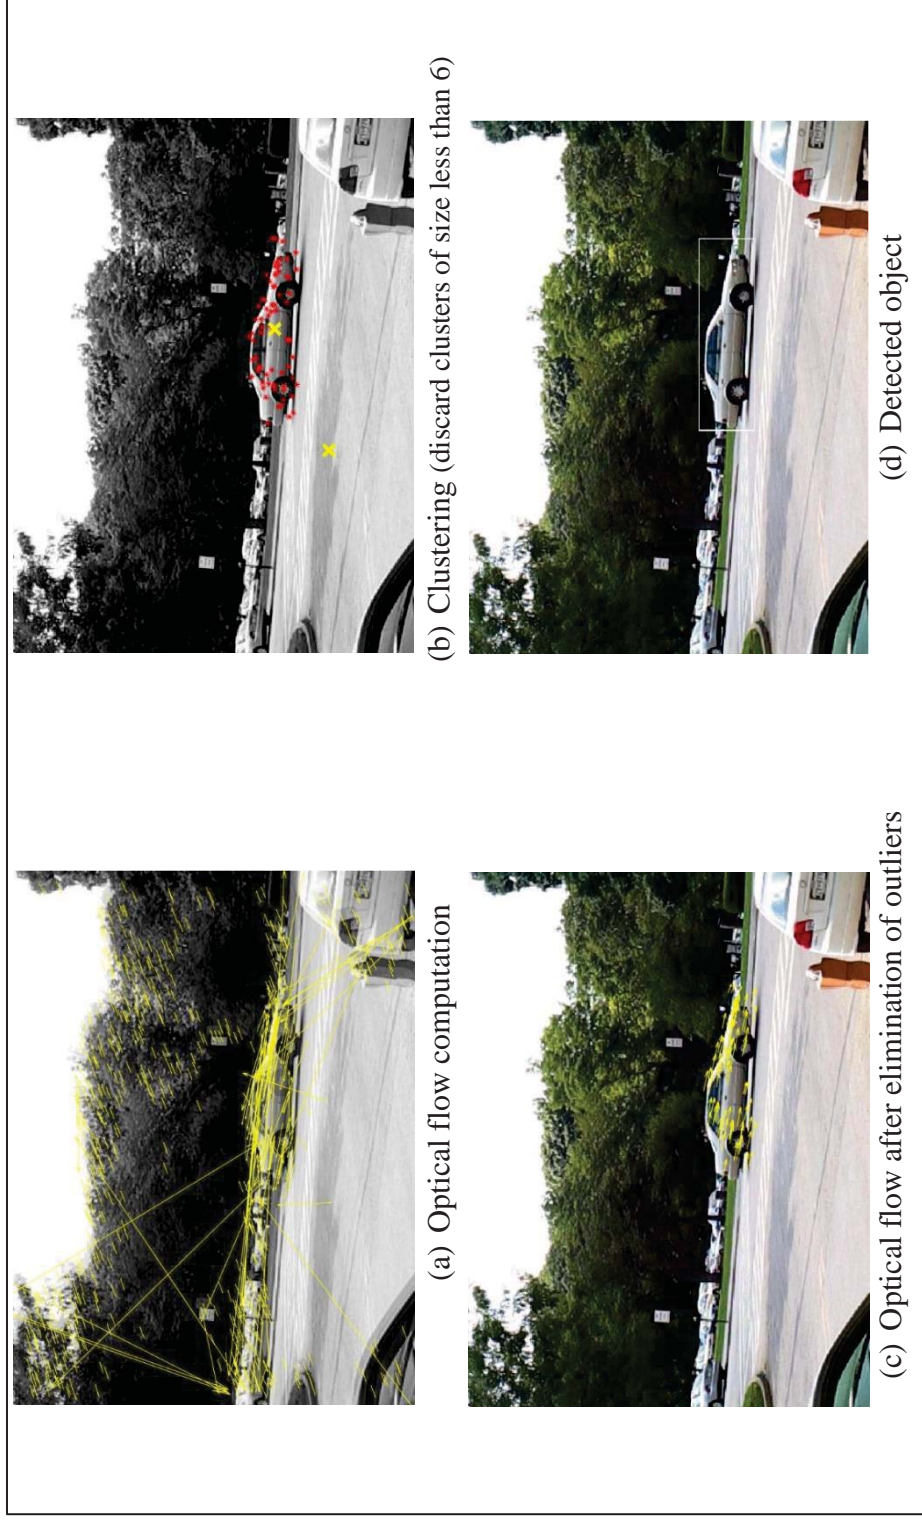 (a) Optical flow computation
(b) Clustering (discard clusters of size less than 6)
(c) Optical flow after elimination of outliers
(d) Detected object